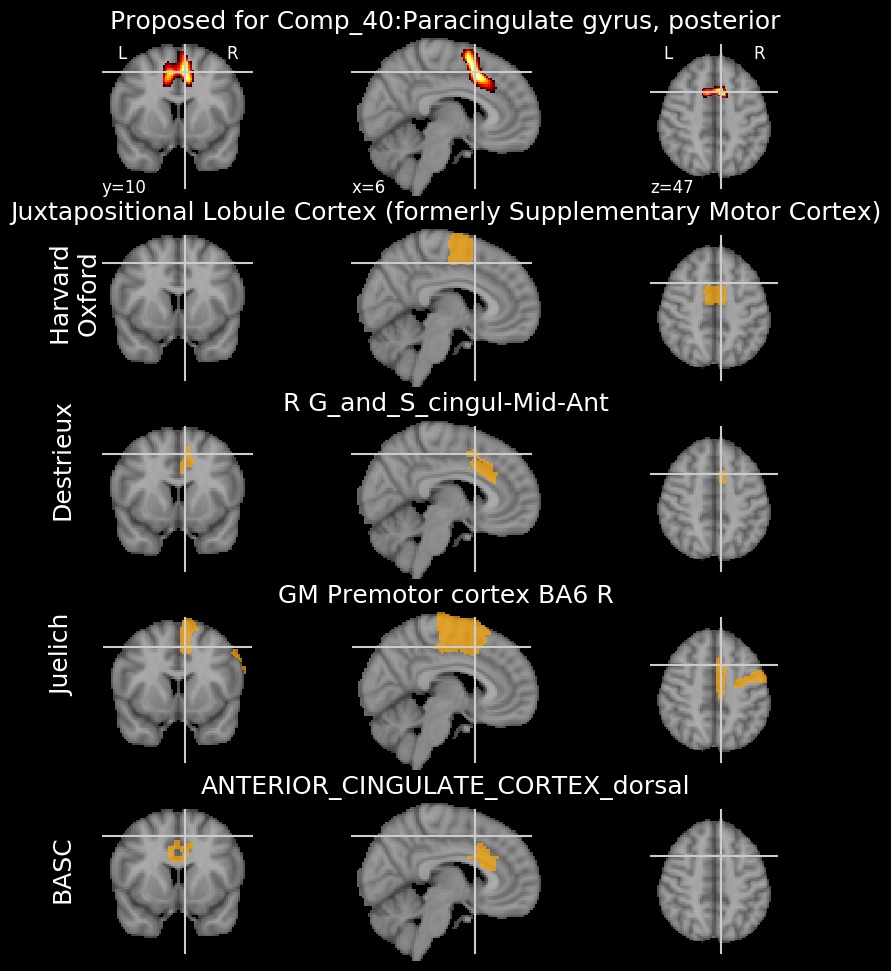 Proposed for Comp_40:Paracingulate gyrus, posterior
L R
L R
y=10 x=6 z=47
Juxtapositional Lobule Cortex (formerly Supplementary Motor Cortex)
Harvard
Oxford
R G_and_S_cingul-Mid-Ant
Destrieux
GM Premotor cortex BA6 R
Juelich
ANTERIOR_CINGULATE_CORTEX_dorsal
BASC